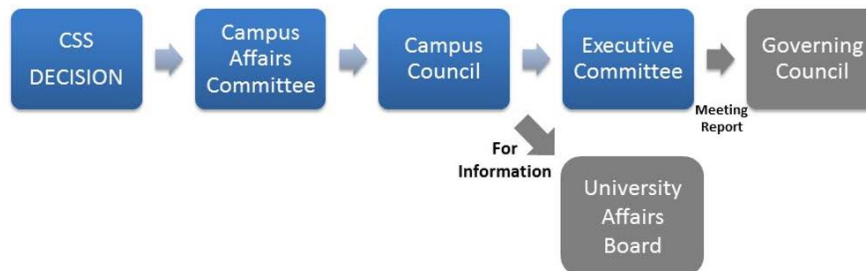 CSS
DECISION
Campus
Affairs
Committee
Campus
Council
Executive
Committee
Governing
Council
Meeting
Report
For
Information
University
Affairs
Board